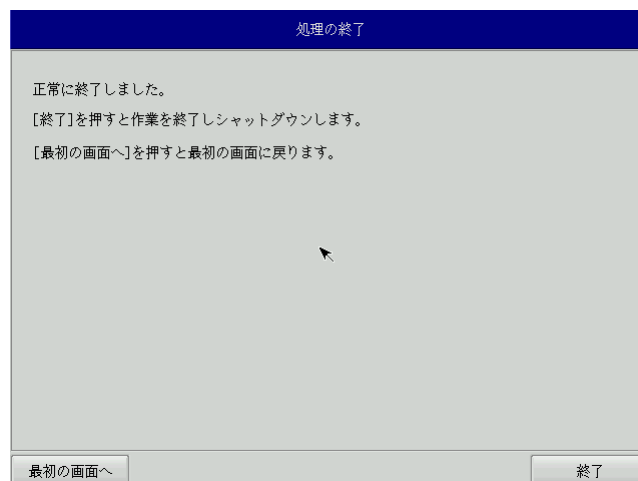 処理の終了
正常に終了しました。
[終了]を押すと作業を終了しシャットダウンします。
[最初の画面へ]を押すと最初の画面に戻ります。
最初の画面へ
終了